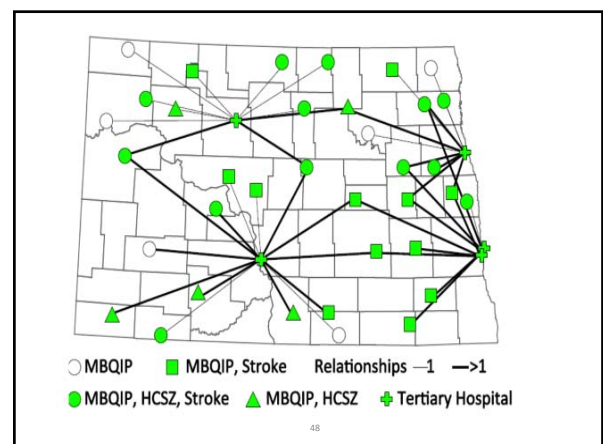 MBQIP MBQIP, Stroke Relationships —1 —>1
MBQIP, HCSZ, Stroke MBQIP, HCSZ Tertiary Hospital
48